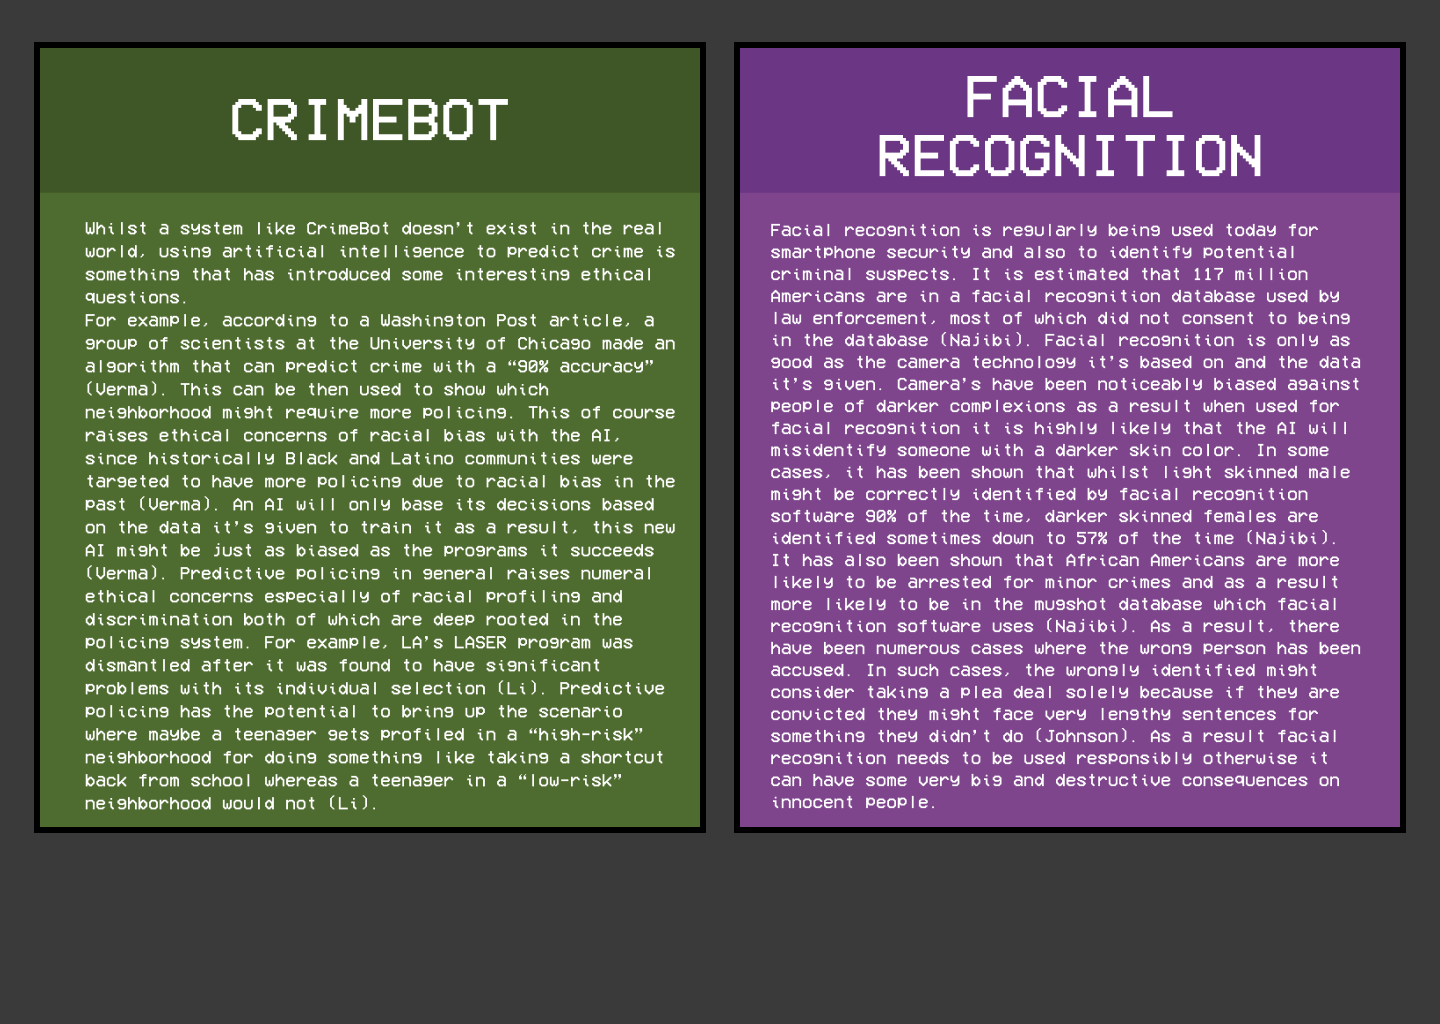 CRIMEBOT
Whilst a system like CrimeBot doesn't exist in the real
world, using artificial intelligence to predict crime is
something that has introduced some interesting ethical
questions.
For example, according to a Washington Post article, a
group of scientists at the University of Chicago made an
algorithm that can predict crime with a “90% accuracy”
(Verma). This can be then used to show which
neighborhood might require more policing. This of course
raises ethical concerns of racial bias with the AI,
since historically Black and Latino communities were
targeted to have more policing due to racial bias in the
past (Verma). An AI will only base its decisions based
on the data it's given to train it as a result, this new
AI might be just as biased as the programs it succeeds
(Verma). Predictive policing in general raises numeral
ethical concerns especially of racial profiling and
discrimination both of which are deep rooted in the
policing system. For example, LA's LASER program was
dismantled after it was found to have significant
problems with its individual selection (Li). Predictive
policing has the potential to bring up the scenario
where maybe a teenager gets profiled in a “high-risk”
neighborhood for doing something like taking a shortcut
back from school whereas a teenager in a “low-risk”
neighborhood would not (Li).
FACIAL
RECOGNITION
Facial recognition is regularly being used today for
smartphone security and also to identify potential
criminal suspects. It is estimated that 117 million
Americans are in a facial recognition database used by
law enforcement, most of which did not consent to being
in the database (Najibi). Facial recognition is only as
good as the camera technology it's based on and the data
it's given. Camera's have been noticeably biased against
people of darker complexions as a result when used for
facial recognition it is highly likely that the AI will
misidentify someone with a darker skin color. In some
cases, it has been shown that whilst light skinned male
might be correctly identified by facial recognition
software 90% of the time, darker skinned females are
identified sometimes down to 57% of the time (Najibi).
It has also been shown that African Americans are more
likely to be arrested for minor crimes and as a result
more likely to be in the mugshot database which facial
recognition software uses (Najibi). As a result, there
have been numerous cases where the wrong person has been
accused. In such cases, the wrongly identified might
consider taking a plea deal solely because if they are
convicted they might face very lengthy sentences for
something they didn't do (Johnson). As a result facial
recognition needs to be used responsibly otherwise it
can have some very big and destructive consequences on
innocent people.